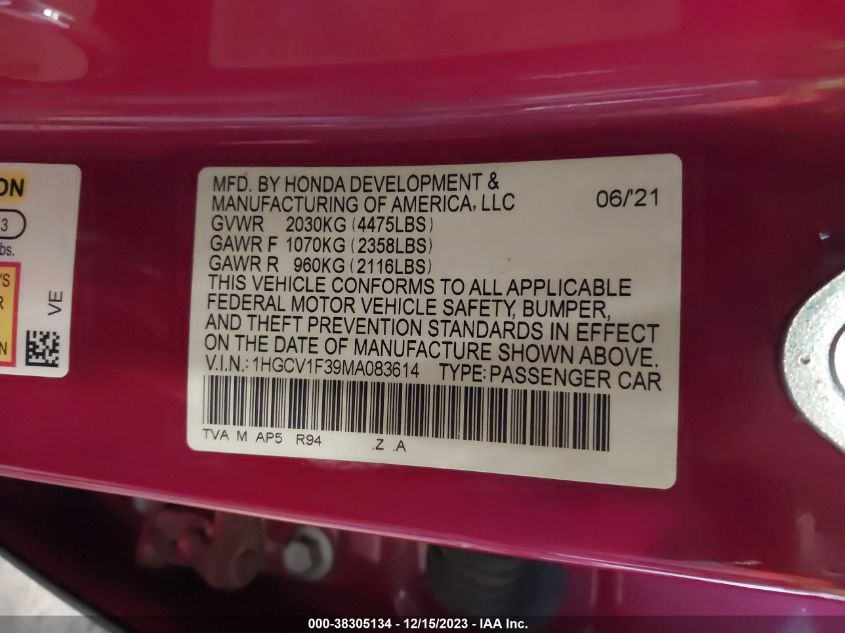 ON
3
bs.
'S
R
N
VE
MFD. BY HONDA DEVELOPMENT &
MANUFACTURING OF AMERICA, LLC 06/'21
GVWR 2030KG (4475LBS)
GAWR F 1070KG (2358LBS)
GAWR R 960KG (2116LBS)
THIS VEHICLE CONFORMS TO ALL APPLICABLE
FEDERAL MOTOR VEHICLE SAFETY, BUMPER,
AND THEFT PREVENTION STANDARDS IN EFFECT
ON THE DATE OF MANUFACTURE SHOWN ABOVE.
V.I.N.: 1HGCV1F39MA083614 TYPE: PASSENGER CAR
TVA M AP5 R94 .Z .A
000-38305134 - 12/15/2023 - IAA Inc.